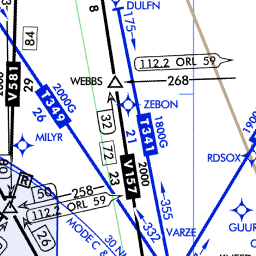 DULFN
8
175
84
112.2 ORL 59
WEBBS
268
V581
29
2000G
T349
26
ZEBON
32
21
T341
1800G
MILYR
72
V157
2000
23
1900
RDSOX
R
50
258
112.2 ORL 59
355
332
VARZE
GUUR
26
MODE C &
30 N